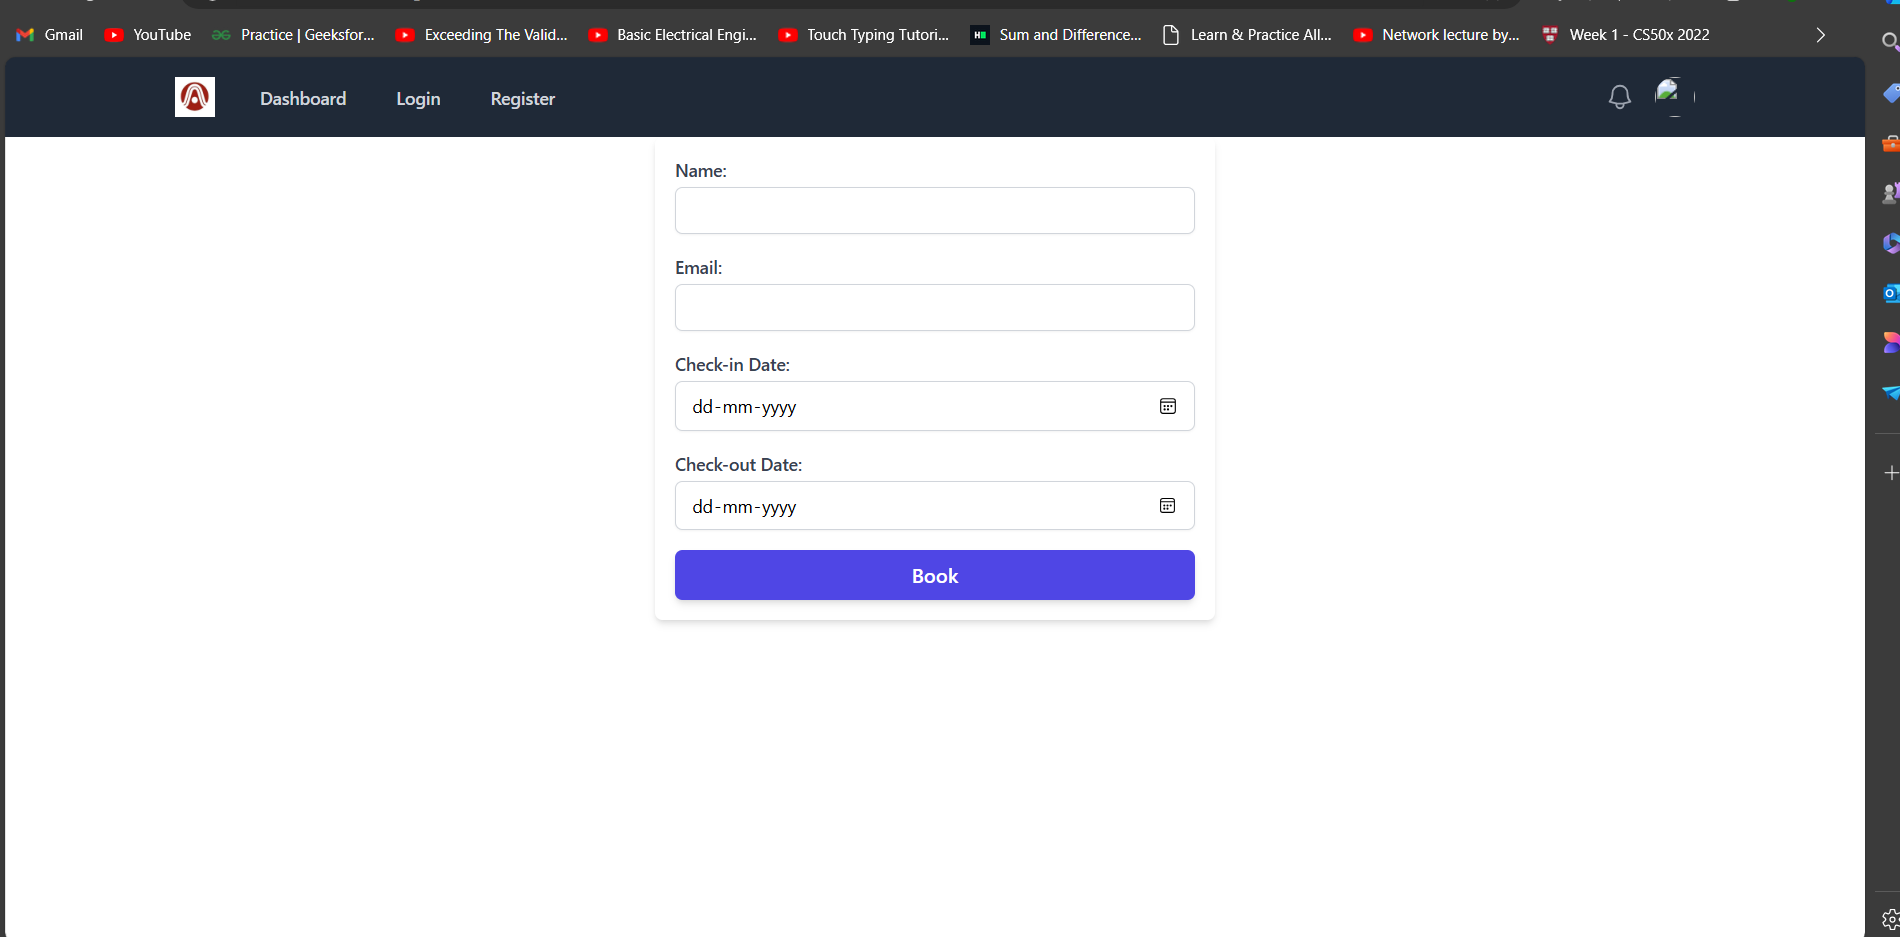 Gmail YouTube Practice | Geeksfor... Exceeding The Valid... Basic Electrical Engi... Touch Typing Tutori... Sum and Difference... Learn & Practice All... Network lecture by... Week 1 - CS50x 2022
Dashboard Login Register
Name:
Email:
Check-in Date:
dd-mm-yyyy
Check-out Date:
dd-mm-yyyy
Book